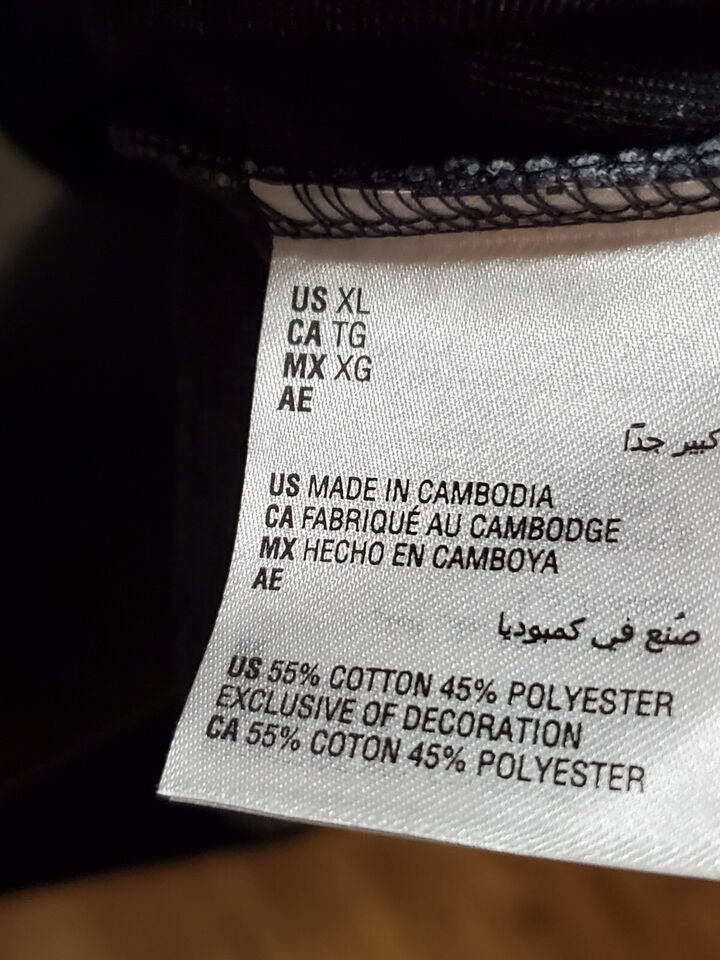 US XL
CA TG
MX XG
AE
كبير جدًا
US MADE IN CAMBODIA
CA FABRIQUÉ AU CAMBODGE
MX HECHO EN CAMBOYA
AE
صُنع في كمبوديا
US 55% COTTON 45% POLYESTER
EXCLUSIVE OF DECORATION
CA 55% COTON 45% POLYESTER